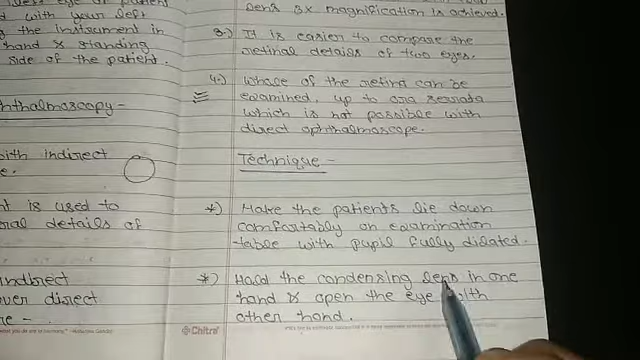 with your left
the instrument in
hand & standing
side of the patient.
hthalmoscopy -
with indirect
e.
is used to
details of
indirect
over direct
Lens 3x magnification is achieved.
3.) It is easier to compare the
retinal details of two eyes.
4.) Whole of the retina can be
examined, up to ora serrata
which is not possible with
direct ophthalmoscope.
Technique -
*) Make the patients lie down
comfortably on examination
table with pupil fully dilated.
*) Hold the condensing lens in one
hand & open the eye with
other hand.
Chitra